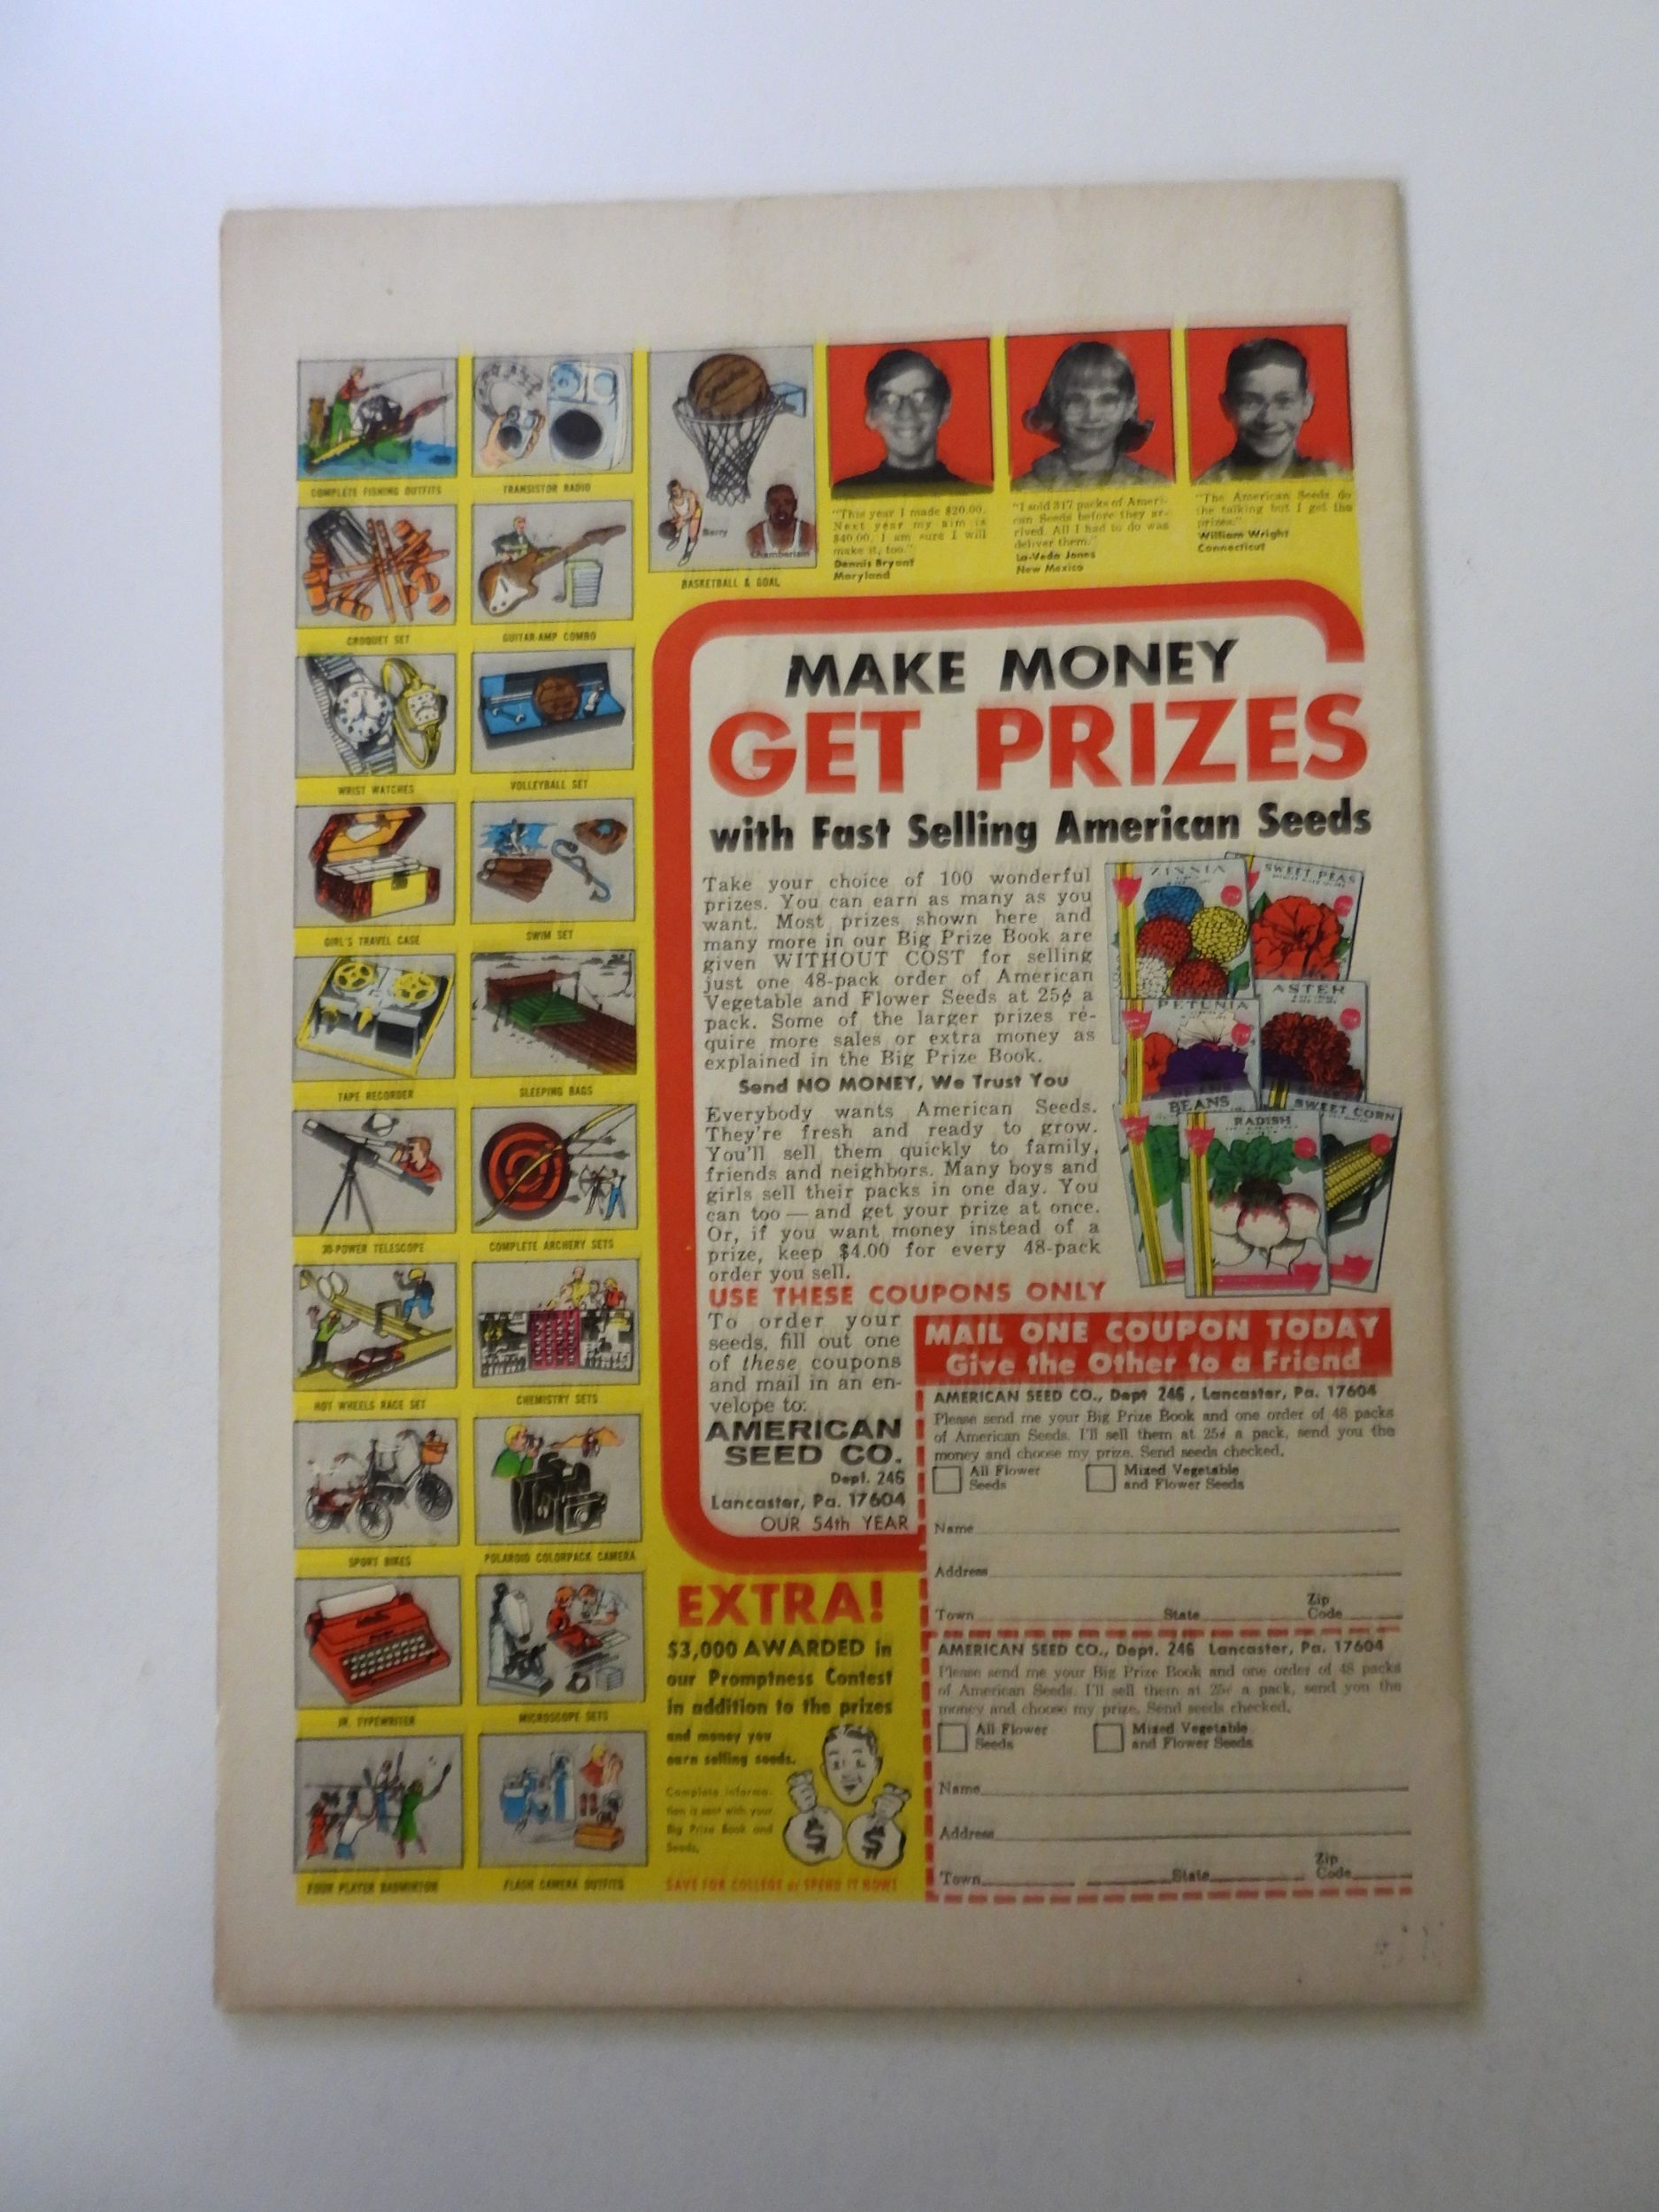 COMPLETE FISHING OUTFITS
TRANSISTOR RADIO
Barry
Chamberlain
BASKETBALL & GOAL
CROQUET SET
GUITAR-AMP COMBO
WRIST WATCHES
VOLLEYBALL SET
GIRL'S TRAVEL CASE
SWIM SET
TAPE RECORDER
SLEEPING BAGS
30-POWER TELESCOPE
COMPLETE ARCHERY SETS
HOT WHEELS RACE SET
CHEMISTRY SETS
SPORT BIKES
POLAROID COLORPACK CAMERA
JR. TYPEWRITER
MICROSCOPE SETS
FOUR PLAYER BADMINTON
FLASH CAMERA OUTFITS
"This year I made $20.00.
Next year my aim is
$40.00. I am sure I will
make it, too."
Dennis Bryant
Maryland
"I sold 317 packs of Ameri-
can Seeds before they ar-
rived. All I had to do was
deliver them."
La-Veda Jones
New Mexico
"The American Seeds do
the talking but I get the
prizes."
William Wright
Connecticut
MAKE MONEY
GET PRIZES
with Fast Selling American Seeds
Take your choice of 100 wonderful
prizes. You can earn as many as you
want. Most prizes shown here and
many more in our Big Prize Book are
given WITHOUT COST for selling
just one 48-pack order of American
Vegetable and Flower Seeds at 25¢ a
pack. Some of the larger prizes re-
quire more sales or extra money as
explained in the Big Prize Book.
Send NO MONEY, We Trust You
Everybody wants American Seeds.
They're fresh and ready to grow.
You'll sell them quickly to family,
friends and neighbors. Many boys and
girls sell their packs in one day. You
can too — and get your prize at once.
Or, if you want money instead of a
prize, keep $4.00 for every 48-pack
order you sell.
ZINNIA
SWEET PEAS
PETUNIA
ASTER
BEANS
RADISH
SWEET CORN
USE THESE COUPONS ONLY
To order your
seeds, fill out one
of these coupons
and mail in an en-
velope to:
AMERICAN
SEED CO.
Dept. 246
Lancaster, Pa. 17604
OUR 54th YEAR
MAIL ONE COUPON TODAY
Give the Other to a Friend
AMERICAN SEED CO., Dept 246, Lancaster, Pa. 17604
Please send me your Big Prize Book and one order of 48 packs
of American Seeds. I'll sell them at 25¢ a pack, send you the
money and choose my prize. Send seeds checked.
All Flower Seeds
Mixed Vegetable and Flower Seeds
Name
Address
Town State Zip Code
AMERICAN SEED CO., Dept. 246 Lancaster, Pa. 17604
Please send me your Big Prize Book and one order of 48 packs
of American Seeds. I'll sell them at 25¢ a pack, send you the
money and choose my prize. Send seeds checked.
All Flower Seeds
Mixed Vegetable and Flower Seeds
Name
Address
Town State Zip Code
EXTRA!
$3,000 AWARDED in
our Promptness Contest
in addition to the prizes
and money you
earn selling seeds.
Complete informa-
tion is sent with your
Big Prize Book and
Seeds.
$ $
SAVE FOR COLLEGE or SPEND IT NOW!